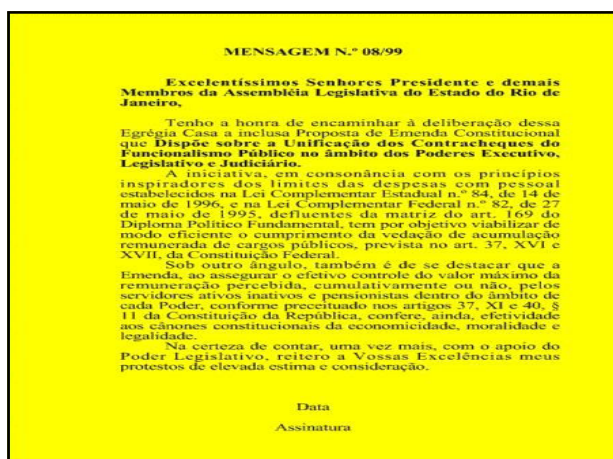 MENSAGEM N.º 08/99
Excelentíssimos Senhores Presidente e demais
Membros da Assembléia Legislativa do Estado do Rio de
Janeiro,
Tenho a honra de encaminhar à deliberação dessa
Egrégia Casa a inclusa Proposta de Emenda Constitucional
que Dispõe sobre a Unificação dos Contracheques do
Funcionalismo Público no âmbito dos Poderes Executivo,
Legislativo e Judiciário.
A iniciativa, em consonância com os princípios
inspiradores dos limites das despesas com pessoal
estabelecidos na Lei Complementar Estadual n.º 84, de 14 de
maio de 1996, e na Lei Complementar Federal n.º 82, de 27
de maio de 1995, defluentes da matriz do art. 169 do
Diploma Político Fundamental, tem por objetivo viabilizar de
modo eficiente o cumprimento da vedação de acumulação
remunerada de cargos públicos, prevista no art. 37, XVI e
XVII, da Constituição Federal.
Sob outro ângulo, também é de se destacar que a
Emenda, ao assegurar o efetivo controle do valor máximo da
remuneração percebida, cumulativamente ou não, pelos
servidores ativos inativos e pensionistas dentro do âmbito de
cada Poder, conforme preceituado nos artigos 37, XI e 40, §
11 da Constituição da República, confere, ainda, efetividade
aos cânones constitucionais da economicidade, moralidade e
legalidade.
Na certeza de contar, uma vez mais, com o apoio do
Poder Legislativo, reitero a Vossas Excelências meus
protestos de elevada estima e consideração.
Data
Assinatura